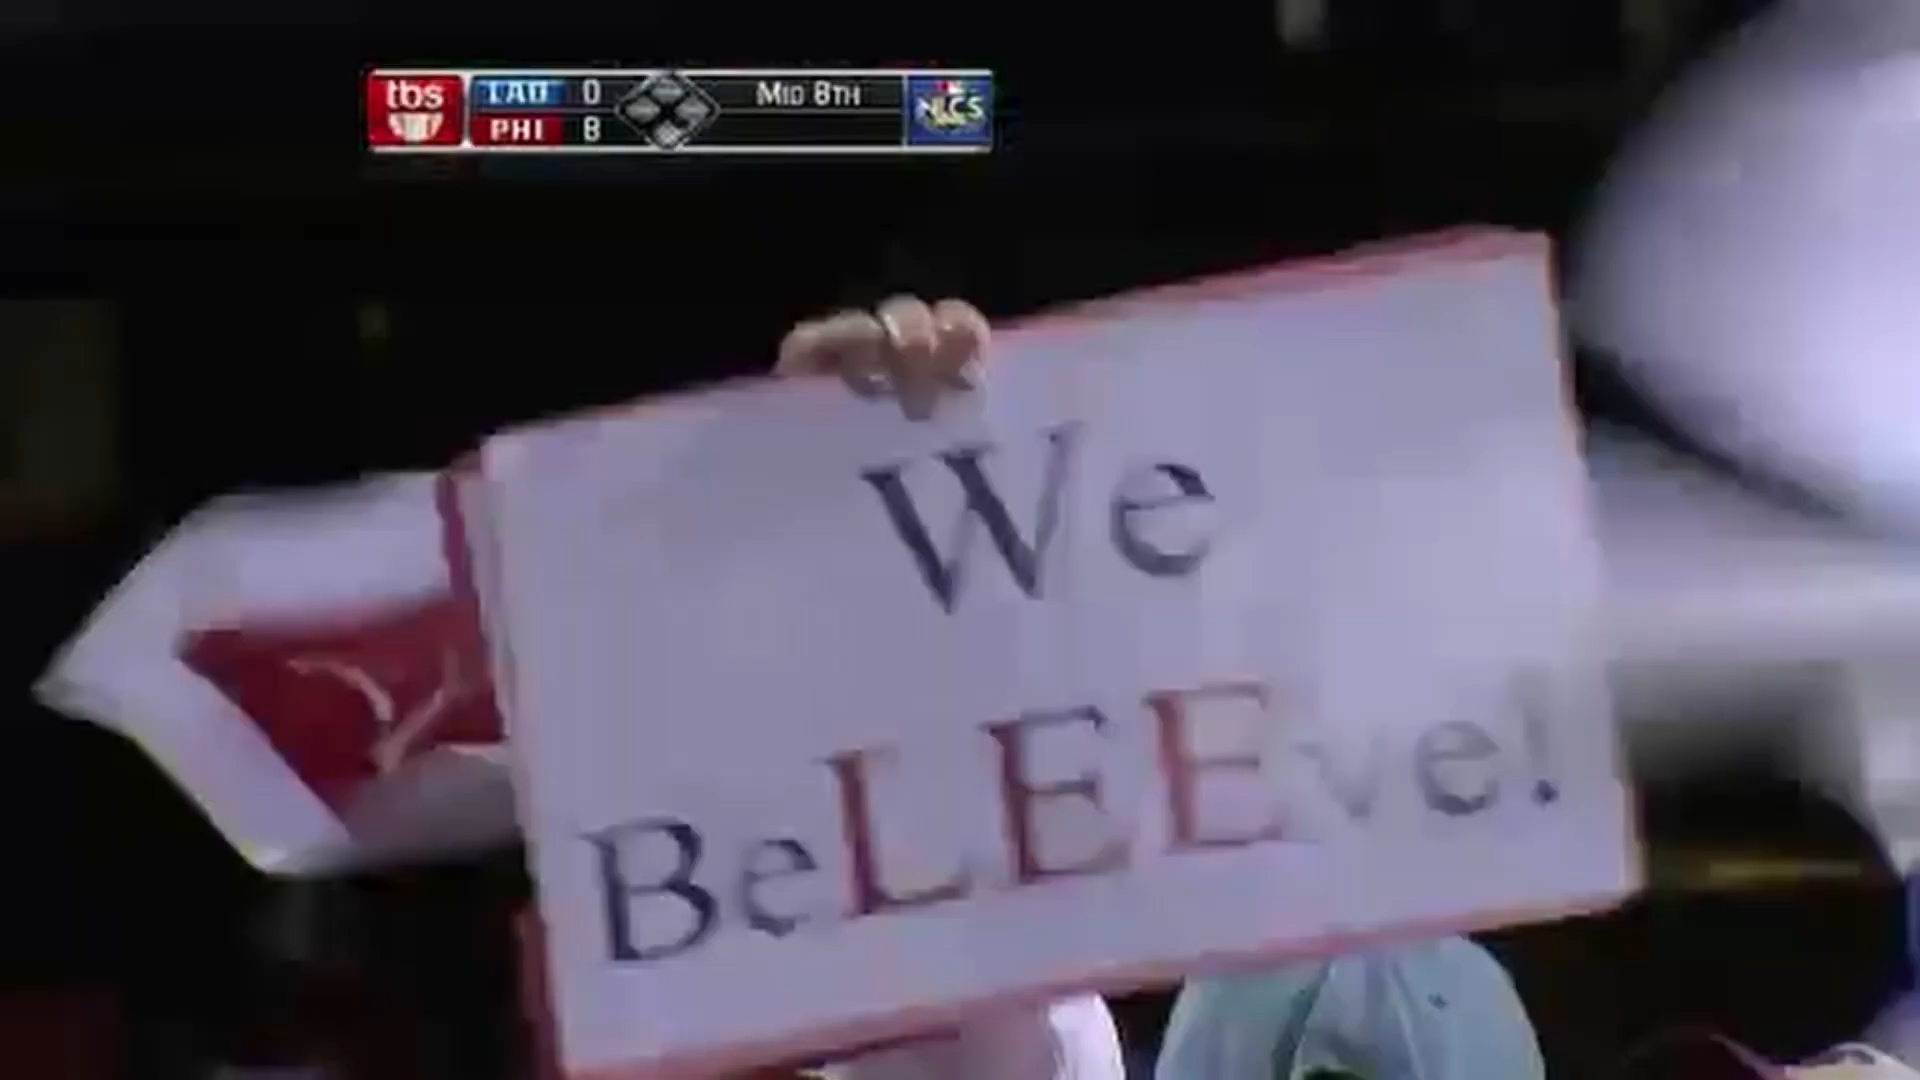 tbs
LAD 0
PHI 8
MID 8TH
NLCS
We
BeLEEve!